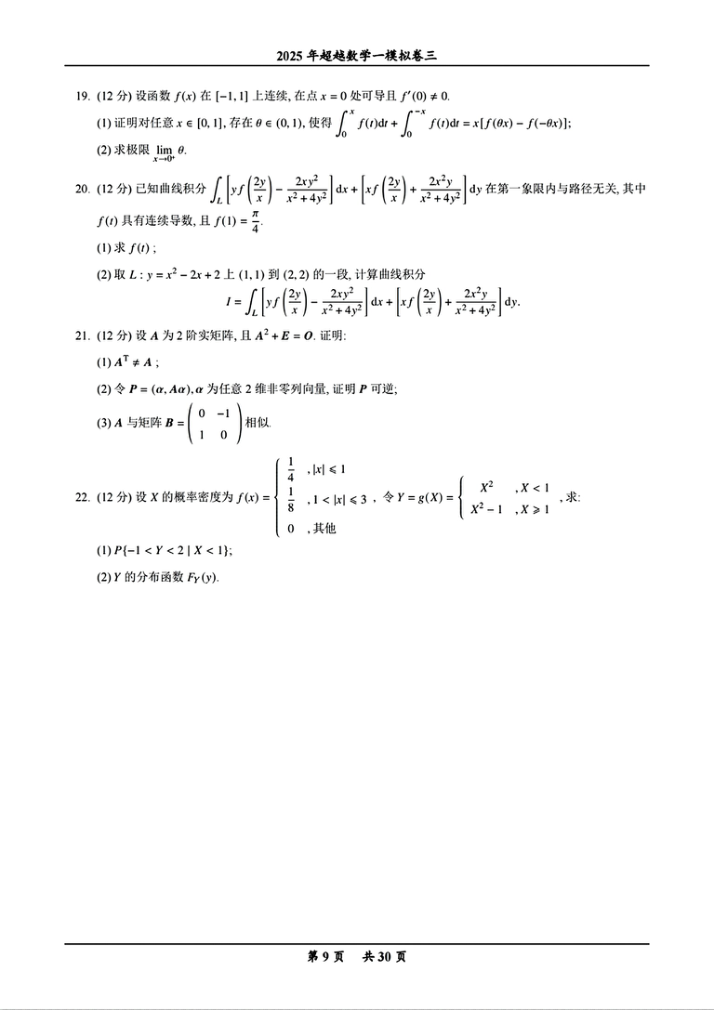 2025 年超越数学一模拟卷三
19. (12 分) 设函数 f(x) 在 [−1, 1] 上连续, 在点 x = 0 处可导且 f′(0) ≠ 0.
(1) 证明对任意 x ∈ [0, 1], 存在 θ ∈ (0, 1), 使得 ∫₀ˣ f(t)dt + ∫₀⁻ˣ f(t)dt = x[f(θx) − f(−θx)];
(2) 求极限 lim_{x→0⁺} θ.
20. (12 分) 已知曲线积分 ∫_L [yf(2y/x) − 2xy²/(x² + 4y²)] dx + [xf(2y/x) + 2x²y/(x² + 4y²)] dy 在第一象限内与路径无关, 其中
f(t) 具有连续导数, 且 f(1) = π/4.
(1) 求 f(t) ;
(2) 取 L : y = x² − 2x + 2 上 (1, 1) 到 (2, 2) 的一段, 计算曲线积分
I = ∫_L [yf(2y/x) − 2xy²/(x² + 4y²)] dx + [xf(2y/x) + 2x²y/(x² + 4y²)] dy.
21. (12 分) 设 A 为 2 阶实矩阵, 且 A² + E = O. 证明:
(1) Aᵀ ≠ A ;
(2) 令 P = (α, Aα), α 为任意 2 维非零列向量, 证明 P 可逆;
(3) A 与矩阵 B = ( 0 −1 ; 1 0 ) 相似.
22. (12 分) 设 X 的概率密度为 f(x) = { 1/4 , |x| ⩽ 1 ; 1/8 , 1 < |x| ⩽ 3 ; 0 , 其他 , 令 Y = g(X) = { X² , X < 1 ; X² − 1 , X ⩾ 1 , 求:
(1) P{−1 < Y < 2 | X < 1};
(2) Y 的分布函数 F_Y(y).
第 9 页 共 30 页